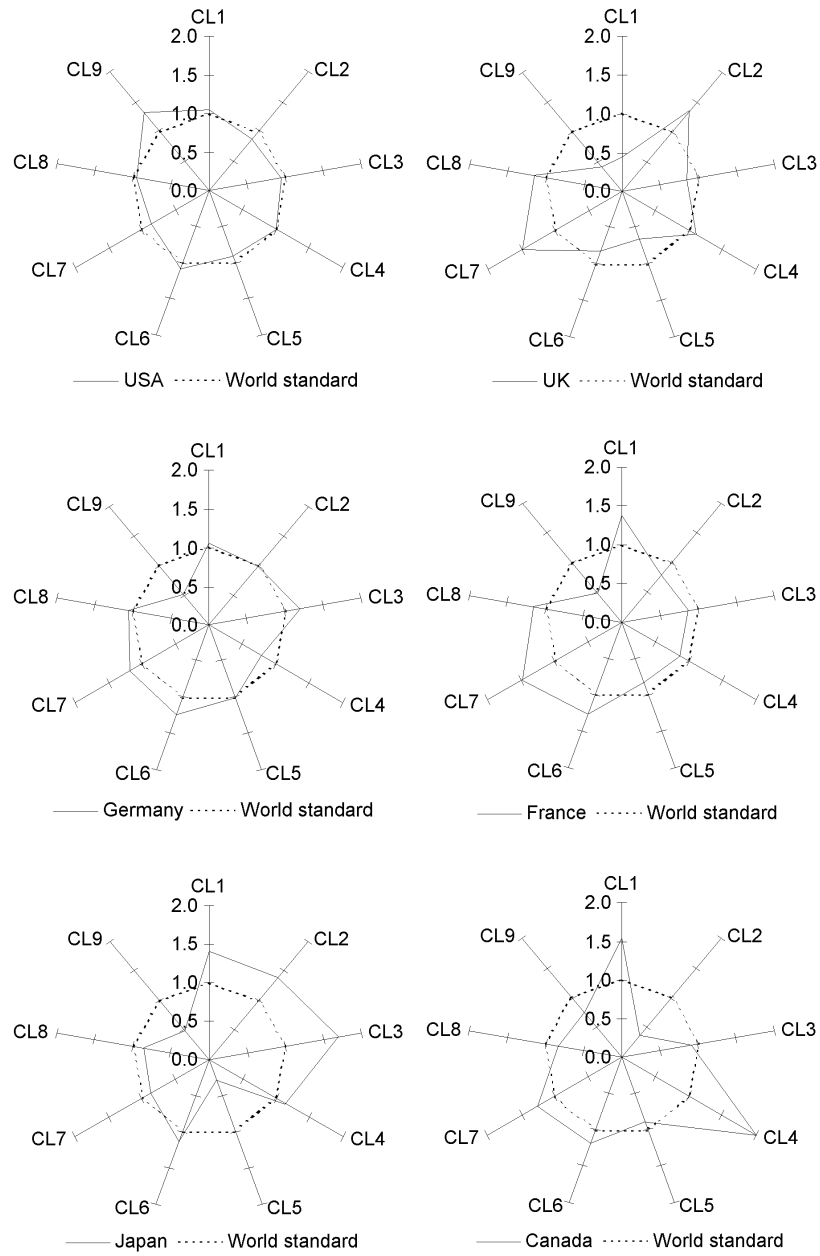 CL1
2.0
CL9 1.5 CL2
1.0
CL8 0.5 CL3
0.0
CL7 CL4
CL6 CL5
USA World standard
CL1
2.0
CL9 1.5 CL2
1.0
CL8 0.5 CL3
0.0
CL7 CL4
CL6 CL5
UK World standard
CL1
2.0
CL9 1.5 CL2
1.0
CL8 0.5 CL3
0.0
CL7 CL4
CL6 CL5
Germany World standard
CL1
2.0
CL9 1.5 CL2
1.0
CL8 0.5 CL3
0.0
CL7 CL4
CL6 CL5
France World standard
CL1
2.0
CL9 1.5 CL2
1.0
CL8 0.5 CL3
0.0
CL7 CL4
CL6 CL5
Japan World standard
CL1
2.0
CL9 1.5 CL2
1.0
CL8 0.5 CL3
0.0
CL7 CL4
CL6 CL5
Canada World standard